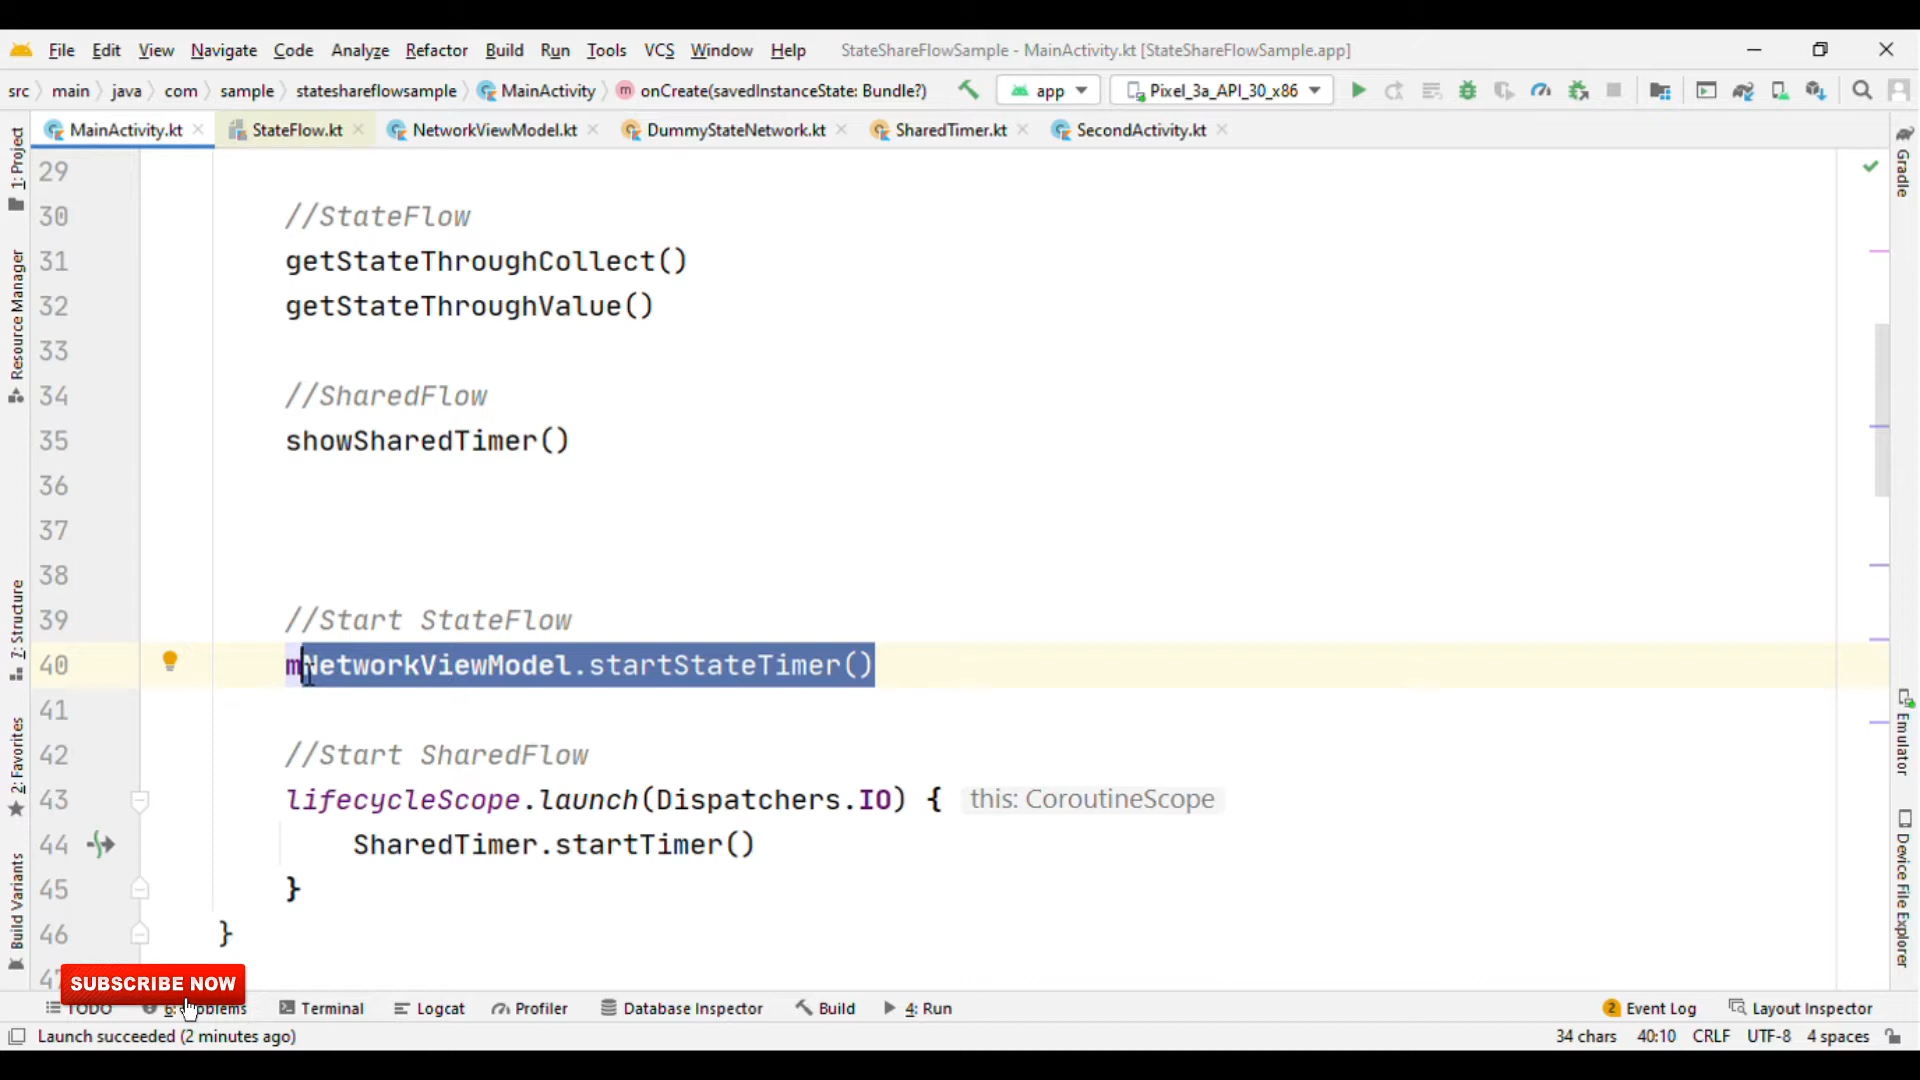 File Edit View Navigate Code Analyze Refactor Build Run Tools VCS Window Help StateShareFlowSample - MainActivity.kt [StateShareFlowSample.app]
src main java com sample stateshareflowsample MainActivity m onCreate(savedInstanceState: Bundle?) app Pixel_3a_API_30_x86
MainActivity.kt StateFlow.kt NetworkViewModel.kt DummyStateNetwork.kt SharedTimer.kt SecondActivity.kt
1: Project
Resource Manager
7: Structure
2: Favorites
Build Variants
29
30 //StateFlow
31 getStateThroughCollect()
32 getStateThroughValue()
33
34 //SharedFlow
35 showSharedTimer()
36
37
38
39 //Start StateFlow
40 mNetworkViewModel.startStateTimer()
41
42 //Start SharedFlow
43 lifecycleScope.launch(Dispatchers.IO) { this: CoroutineScope
44 SharedTimer.startTimer()
45 }
46 }
47
Gradle
Emulator
Device File Explorer
SUBSCRIBE NOW
TODO 6: Problems Terminal Logcat Profiler Database Inspector Build 4: Run 2 Event Log Layout Inspector
Launch succeeded (2 minutes ago) 34 chars 40:10 CRLF UTF-8 4 spaces